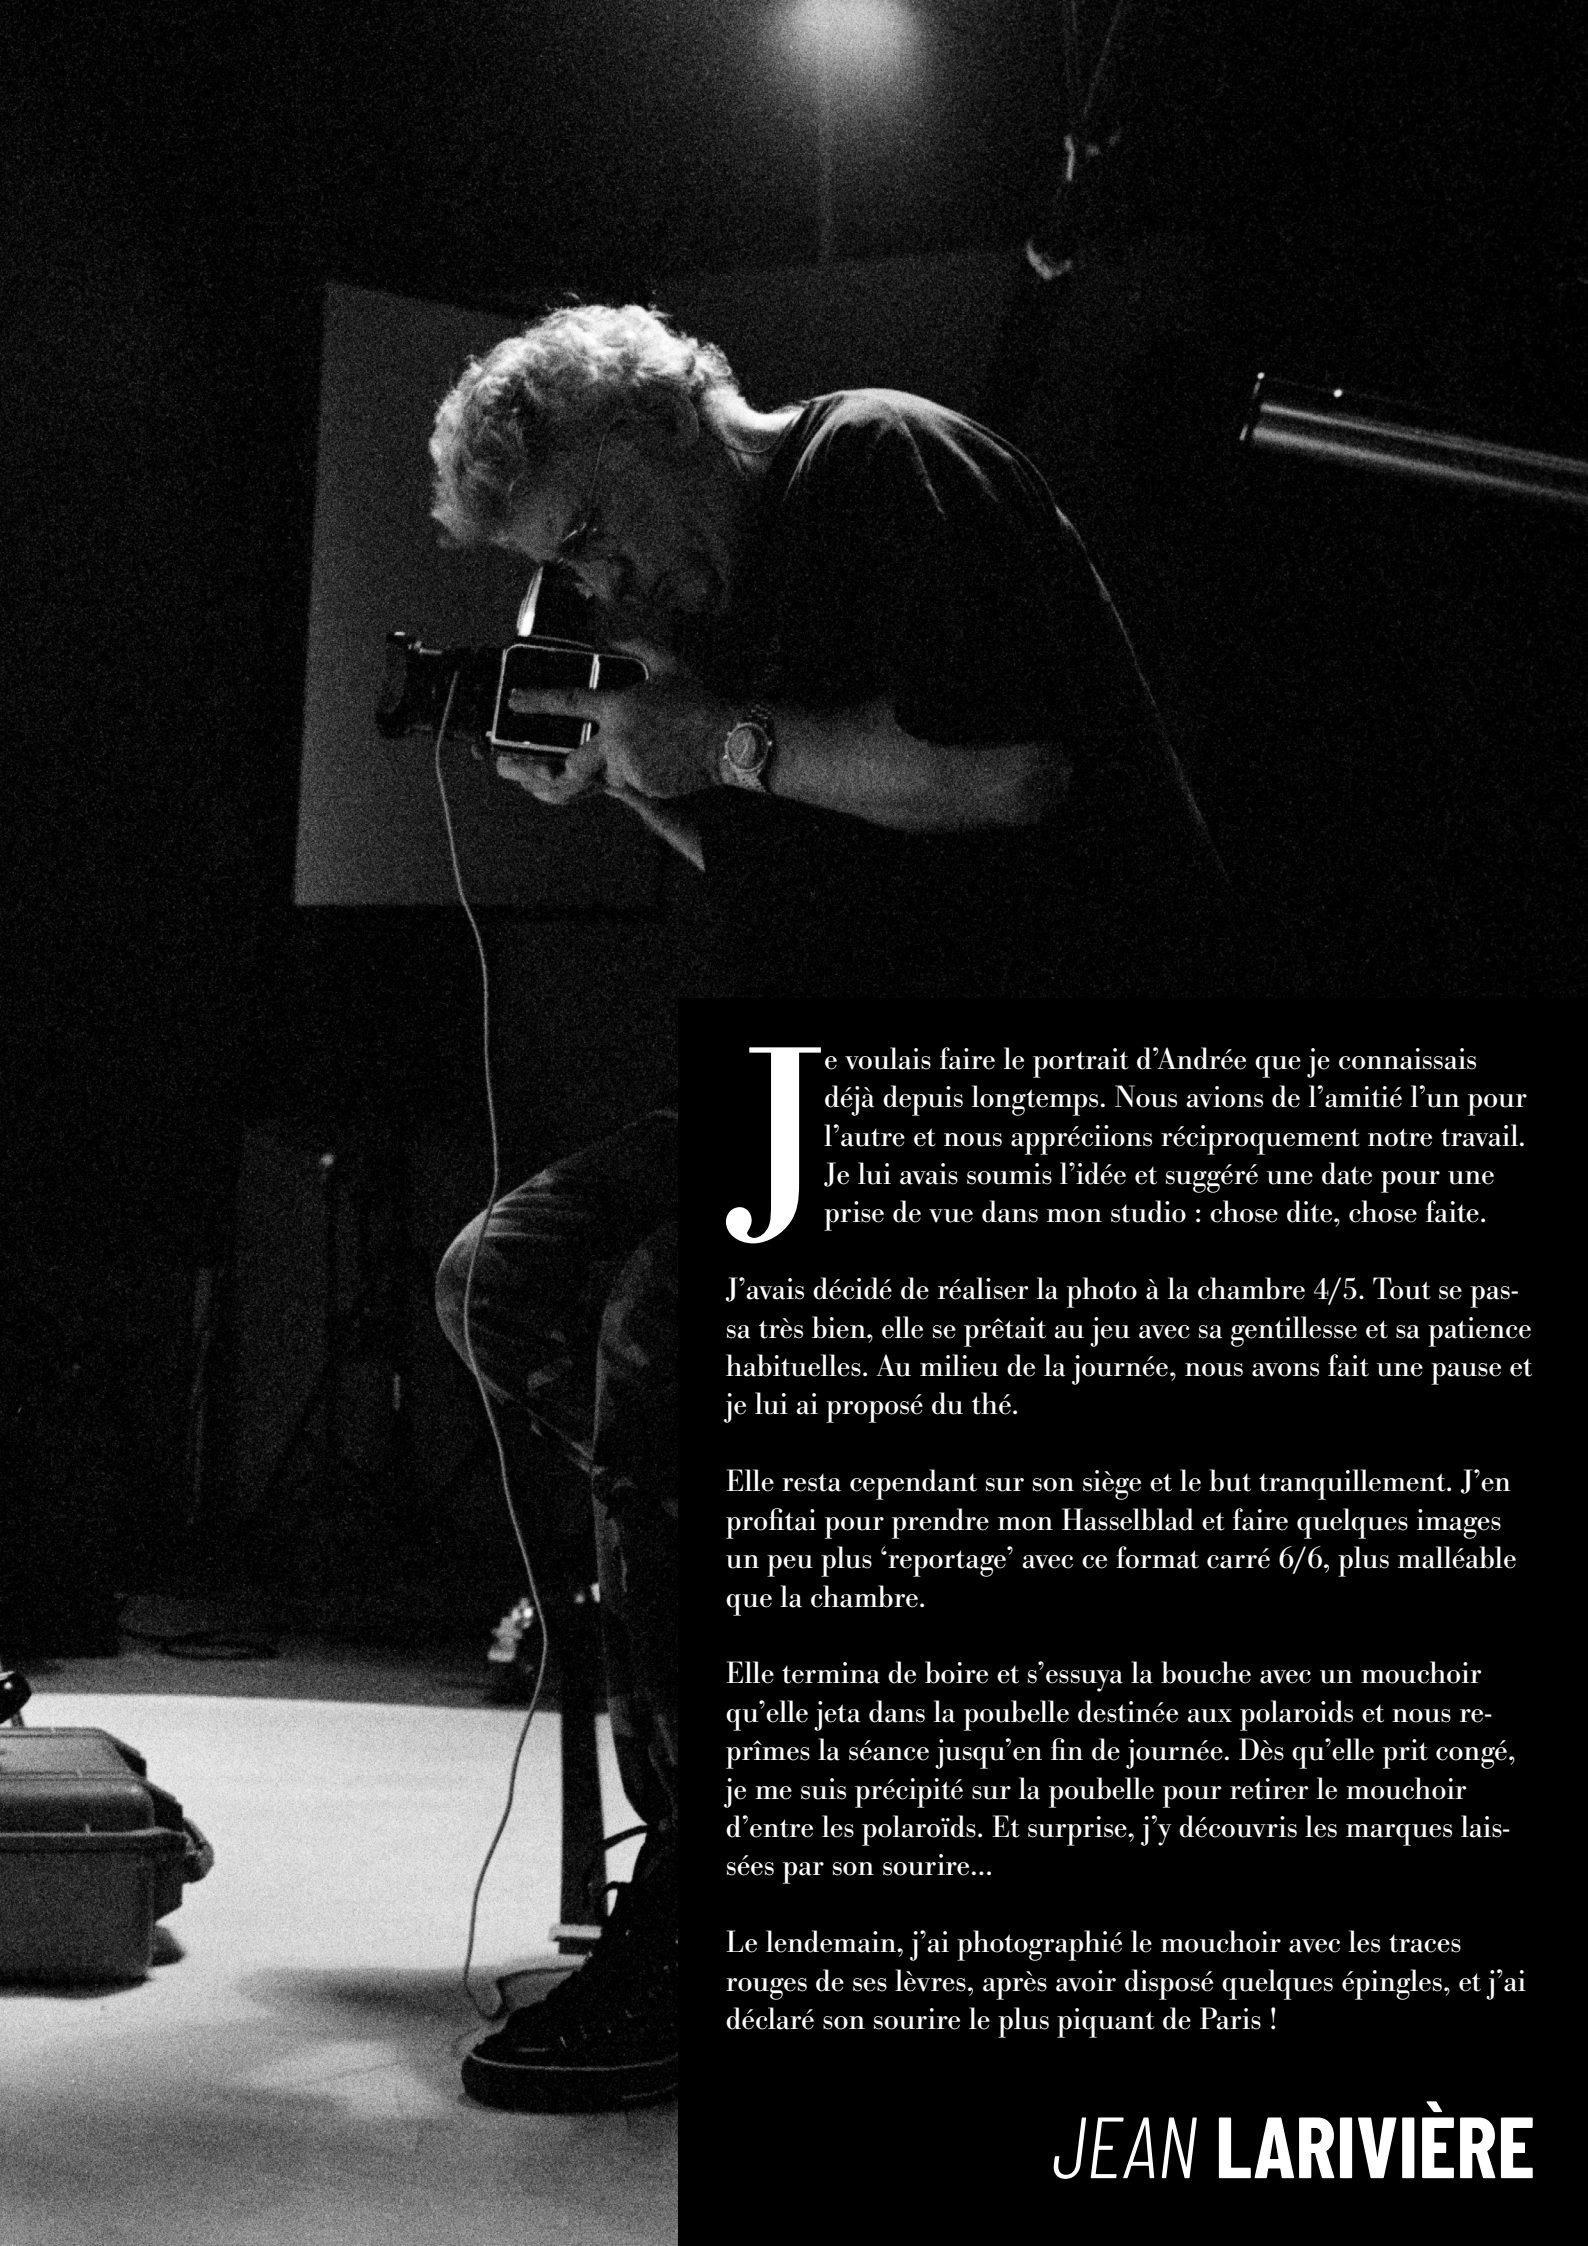 Je voulais faire le portrait d’Andrée que je connaissais
déjà depuis longtemps. Nous avions de l’amitié l’un pour
l’autre et nous appréciions réciproquement notre travail.
Je lui avais soumis l’idée et suggéré une date pour une
prise de vue dans mon studio : chose dite, chose faite.
J’avais décidé de réaliser la photo à la chambre 4/5. Tout se pas-
sa très bien, elle se prêtait au jeu avec sa gentillesse et sa patience
habituelles. Au milieu de la journée, nous avons fait une pause et
je lui ai proposé du thé.
Elle resta cependant sur son siège et le but tranquillement. J’en
profitai pour prendre mon Hasselblad et faire quelques images
un peu plus ‘reportage’ avec ce format carré 6/6, plus malléable
que la chambre.
Elle termina de boire et s’essuya la bouche avec un mouchoir
qu’elle jeta dans la poubelle destinée aux polaroids et nous re-
prîmes la séance jusqu’en fin de journée. Dès qu’elle prit congé,
je me suis précipité sur la poubelle pour retirer le mouchoir
d’entre les polaroïds. Et surprise, j’y découvris les marques lais-
sées par son sourire...
Le lendemain, j’ai photographié le mouchoir avec les traces
rouges de ses lèvres, après avoir disposé quelques épingles, et j’ai
déclaré son sourire le plus piquant de Paris !
JEAN LARIVIÈRE